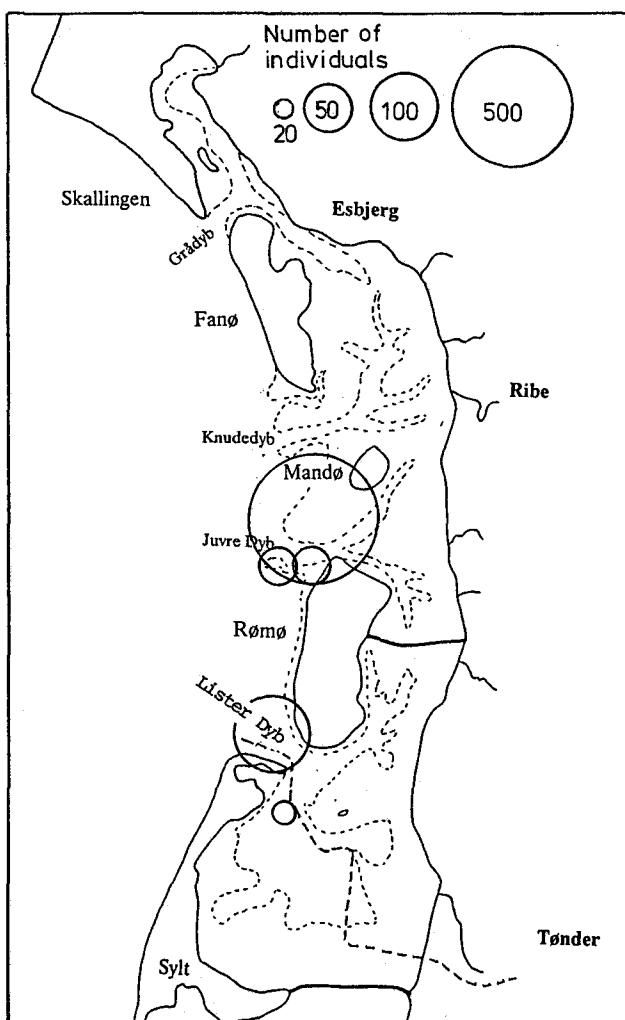 Number of
individuals
20
50
100
500
Skallingen
Esbjerg
Grådyb
Fanø
Ribe
Knudedyb
Mandø
Juvre Dyb
Rømø
Lister Dyb
Tønder
Sylt